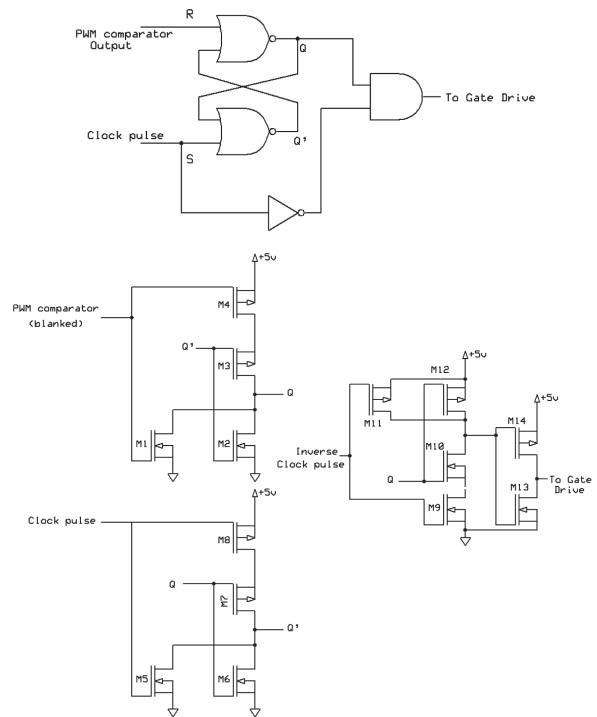 R
PWM comparator
Output
Q
To Gate Drive
Clock pulse
Q'
S
+5v
M4
PWM comparator
(blanked)
Q'
M3
Q
M1
M2
+5v
M12
+5v
M14
M11
M10
Inverse
Clock pulse
Q
M9
M13
To Gate
Drive
+5v
Clock pulse
M8
Q
M7
Q'
M5
M6